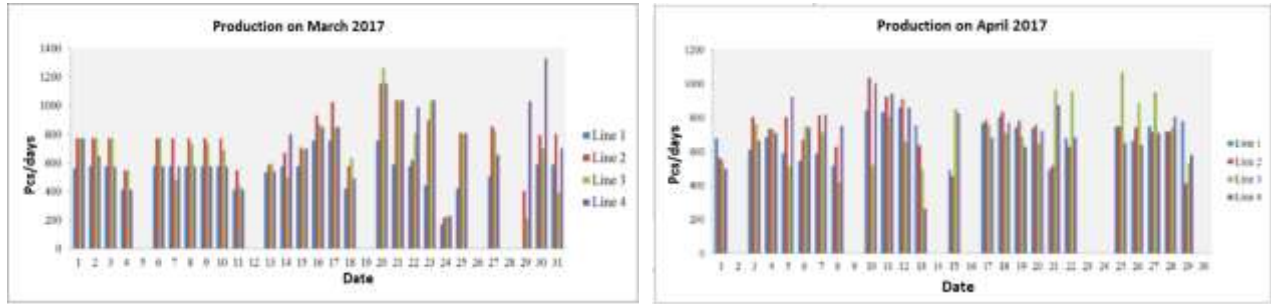 Production on March 2017
1400
1200
1000
800
600
400
200
0
Pcs/days
1 2 3 4 5 6 7 8 9 10 11 12 13 14 15 16 17 18 19 20 21 22 23 24 25 26 27 28 29 30 31
Date
Line 1
Line 2
Line 3
Line 4
Production on April 2017
1200
1000
800
600
400
200
0
Pcs/days
1 2 3 4 5 6 7 8 9 10 11 12 13 14 15 16 17 18 19 20 21 22 23 24 25 26 27 28 29 30
Date
Line 1
Line 2
Line 3
Line 4